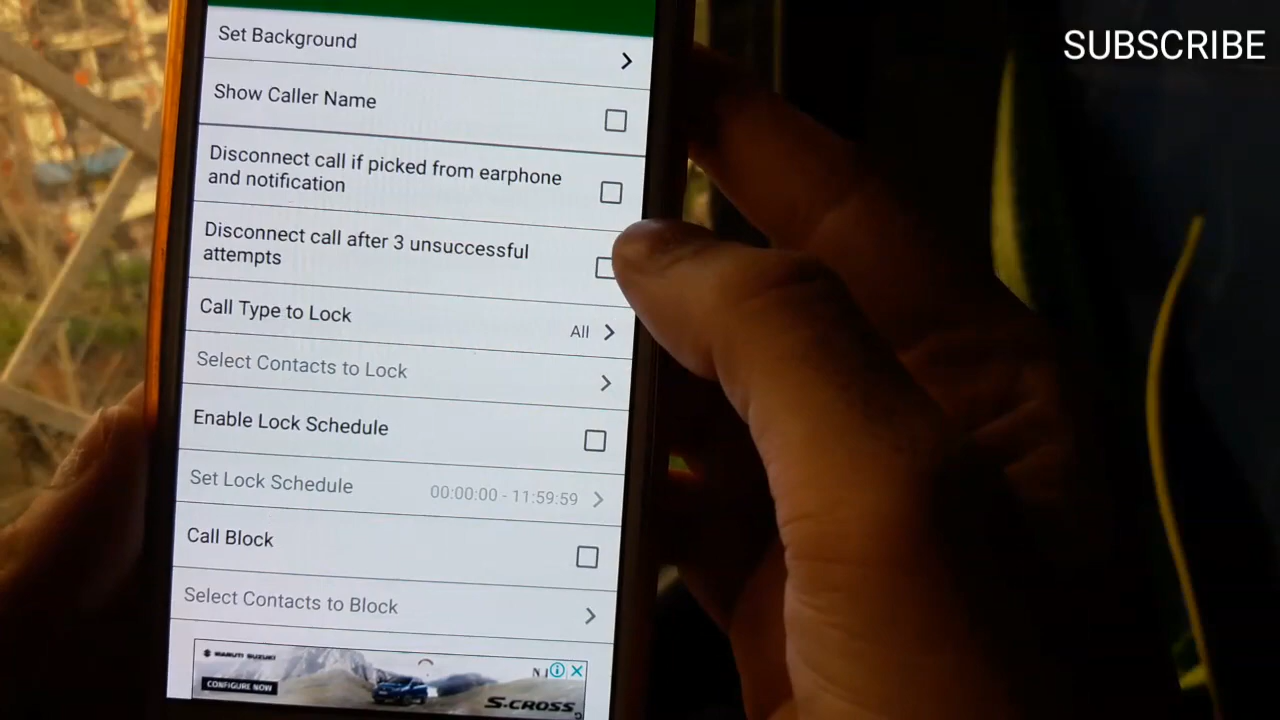 SUBSCRIBE
Set Background
Show Caller Name
Disconnect call if picked from earphone
and notification
Disconnect call after 3 unsuccessful
attempts
Call Type to Lock
All
Select Contacts to Lock
Enable Lock Schedule
Set Lock Schedule
00:00:00 - 11:59:59
Call Block
Select Contacts to Block
MARUTI SUZUKI
CONFIGURE NOW
S-CROSS